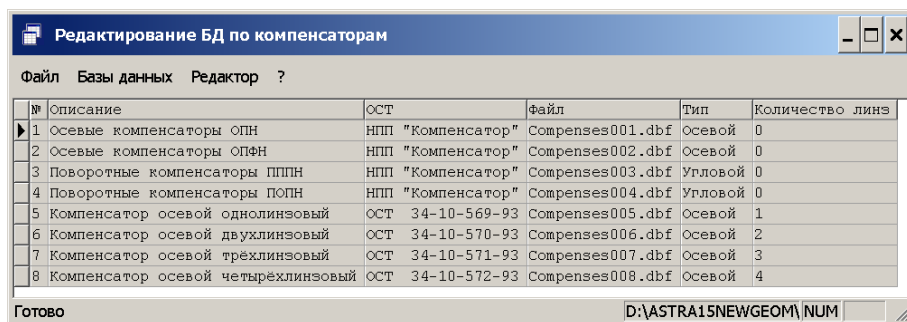 Редактирование БД по компенсаторам
Файл Базы данных Редактор ?
№ Описание ОСТ Файл Тип Количество линз
1 Осевые компенсаторы ОПН НПП "Компенсатор" Compenses001.dbf Осевой 0
2 Осевые компенсаторы ОПФН НПП "Компенсатор" Compenses002.dbf Осевой 0
3 Поворотные компенсаторы ПППН НПП "Компенсатор" Compenses003.dbf Угловой 0
4 Поворотные компенсаторы ПОПН НПП "Компенсатор" Compenses004.dbf Угловой 0
5 Компенсатор осевой однолинзовый ОСТ 34-10-569-93 Compenses005.dbf Осевой 1
6 Компенсатор осевой двухлинзовый ОСТ 34-10-570-93 Compenses006.dbf Осевой 2
7 Компенсатор осевой трёхлинзовый ОСТ 34-10-571-93 Compenses007.dbf Осевой 3
8 Компенсатор осевой четырёхлинзовый ОСТ 34-10-572-93 Compenses008.dbf Осевой 4
Готово D:\ASTRA15NEWGEOM\ NUM